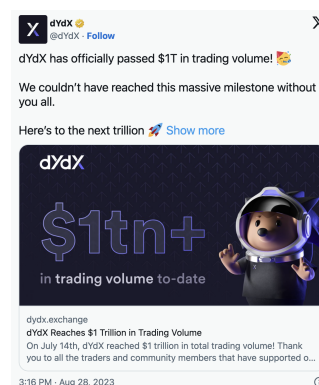 dYdX
@dYdX · Follow
dYdX has officially passed $1T in trading volume! 🥳
We couldn't have reached this massive milestone without
you all.
Here's to the next trillion 🚀 Show more
dYdX
$1tn+
in trading volume to-date
dydx.exchange
dYdX Reaches $1 Trillion in Trading Volume
On July 14th, dYdX reached $1 trillion in total trading volume! Thank
you to all the traders and community members that have supported o...
3:16 PM · Aug 28, 2023